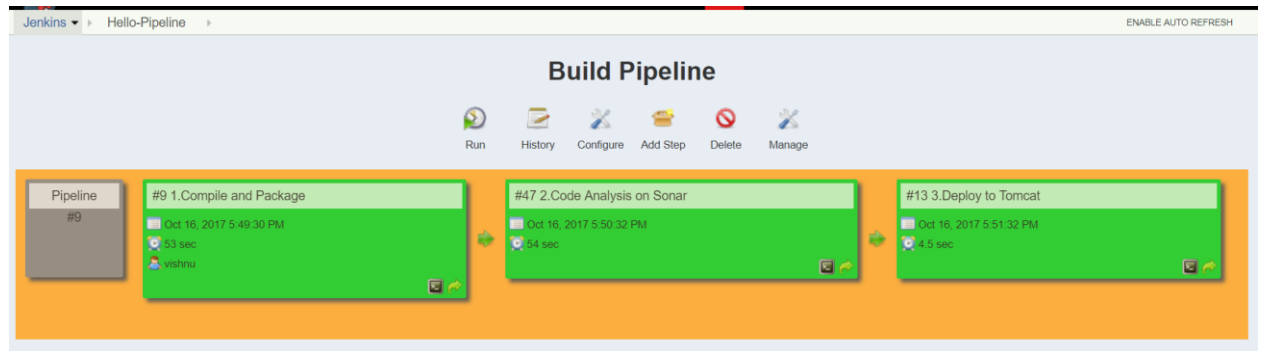 Jenkins Hello-Pipeline ENABLE AUTO REFRESH
Build Pipeline
Run History Configure Add Step Delete Manage
Pipeline
#9
#9 1.Compile and Package
Oct 16, 2017 5:49:30 PM
53 sec
vishnu
#47 2.Code Analysis on Sonar
Oct 16, 2017 5:50:32 PM
54 sec
#13 3.Deploy to Tomcat
Oct 16, 2017 5:51:32 PM
4.5 sec